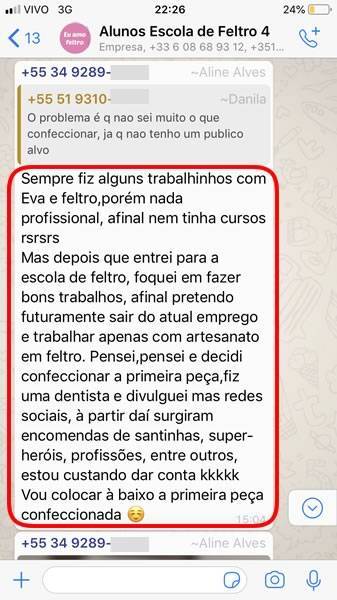 VIVO 3G 22:26 24%
13 Alunos Escola de Feltro 4
Eu amo
feltro
Empresa, +33 6 08 68 93 12, +351...
+55 34 9289- ~Aline Alves
+55 51 9310- ~Danila
O problema é q nao sei muito o que
confeccionar, ja q nao tenho um publico
alvo
Sempre fiz alguns trabalhinhos com
Eva e feltro,porém nada
profissional, afinal nem tinha cursos
rsrsrs
Mas depois que entrei para a
escola de feltro, foquei em fazer
bons trabalhos, afinal pretendo
futuramente sair do atual emprego
e trabalhar apenas com artesanato
em feltro. Pensei,pensei e decidi
confeccionar a primeira peça,fiz
uma dentista e divulguei mas redes
sociais, à partir daí surgiram
encomendas de santinhas, super-
heróis, profissões, entre outros,
estou custando dar conta kkkkk
Vou colocar à baixo a primeira peça
confeccionada ☺️
15:04
+55 34 9289- ~Aline Alves